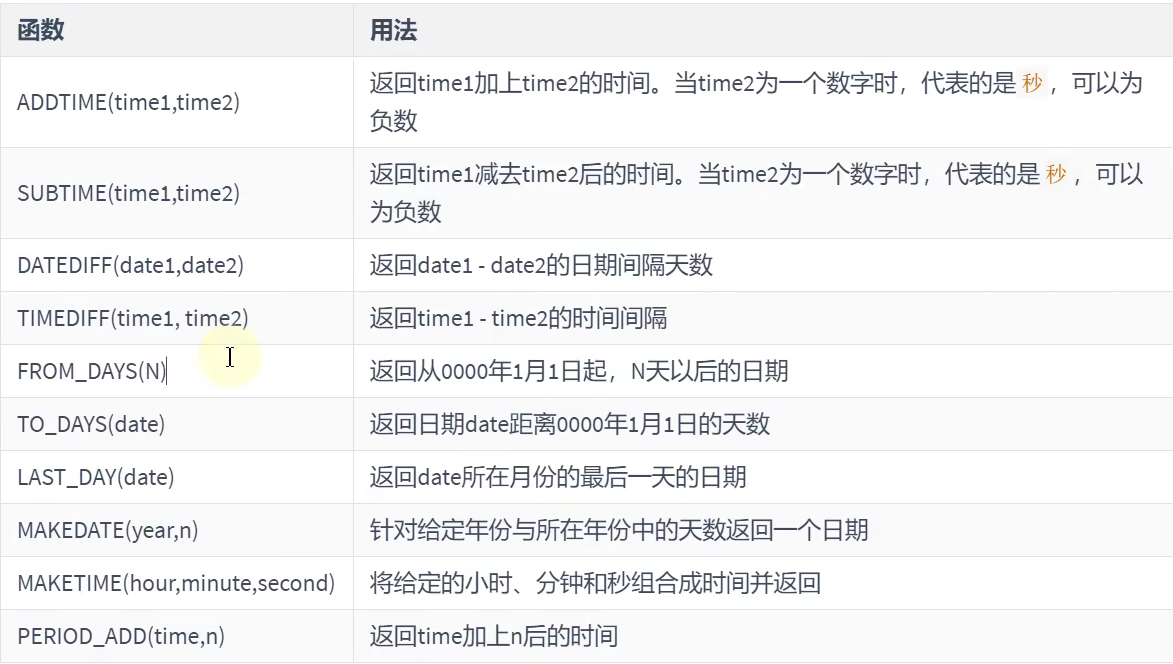 函数 用法
ADDTIME(time1,time2) 返回time1加上time2的时间。当time2为一个数字时，代表的是 秒 ，可以为
负数
SUBTIME(time1,time2) 返回time1减去time2后的时间。当time2为一个数字时，代表的是 秒 ，可以
为负数
DATEDIFF(date1,date2) 返回date1 - date2的日期间隔天数
TIMEDIFF(time1, time2) 返回time1 - time2的时间间隔
FROM_DAYS(N) 返回从0000年1月1日起，N天以后的日期
TO_DAYS(date) 返回日期date距离0000年1月1日的天数
LAST_DAY(date) 返回date所在月份的最后一天的日期
MAKEDATE(year,n) 针对给定年份与所在年份中的天数返回一个日期
MAKETIME(hour,minute,second) 将给定的小时、分钟和秒组合成时间并返回
PERIOD_ADD(time,n) 返回time加上n后的时间